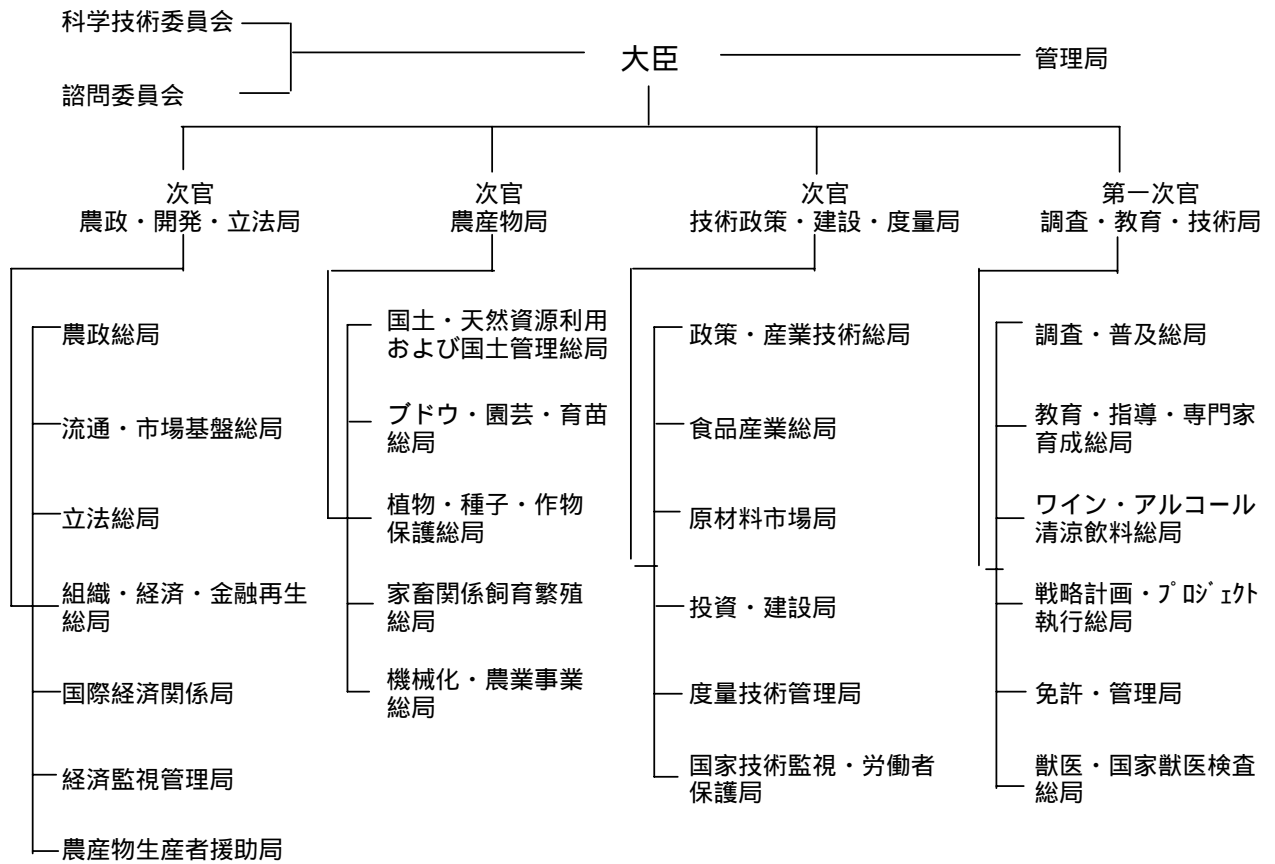 科学技術委員会
大臣
管理局
諮問委員会
次官
農政・開発・立法局
次官
農産物局
次官
技術政策・建設・度量局
第一次官
調査・教育・技術局
農政総局
流通・市場基盤総局
立法総局
組織・経済・金融再生
総局
国際経済関係局
経済監視管理局
農産物生産者援助局
国土・天然資源利用
および国土管理総局
ブドウ・園芸・育苗
総局
植物・種子・作物
保護総局
家畜関係飼育繁殖
総局
機械化・農業事業
総局
政策・産業技術総局
食品産業総局
原材料市場局
投資・建設局
度量技術管理局
国家技術監視・労働者
保護局
調査・普及総局
教育・指導・専門家
育成総局
ワイン・アルコール
清涼飲料総局
戦略計画・ﾌﾟﾛｼﾞｪｸﾄ
執行総局
免許・管理局
獣医・国家獣医検査
総局